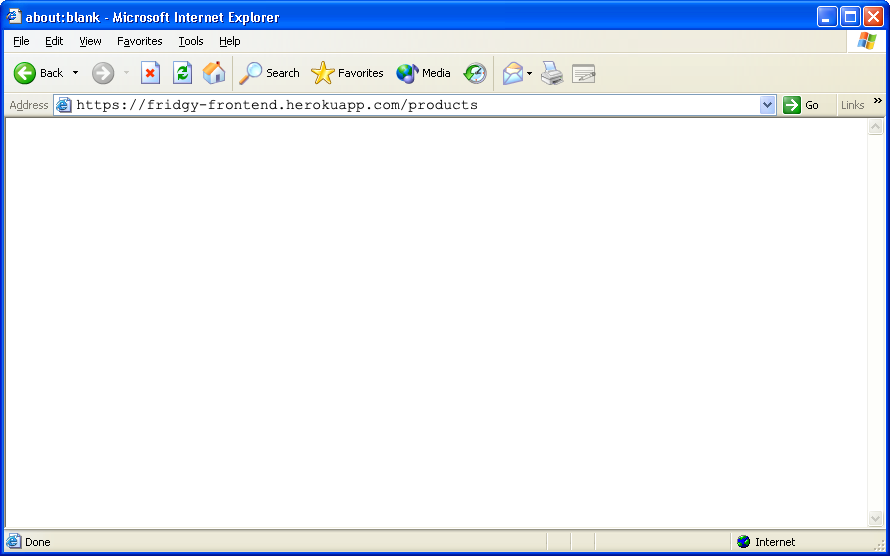 about:blank - Microsoft Internet Explorer
File Edit View Favorites Tools Help
Back Search Favorites Media
Address https://fridgy-frontend.herokuapp.com/products Go Links »
Done Internet